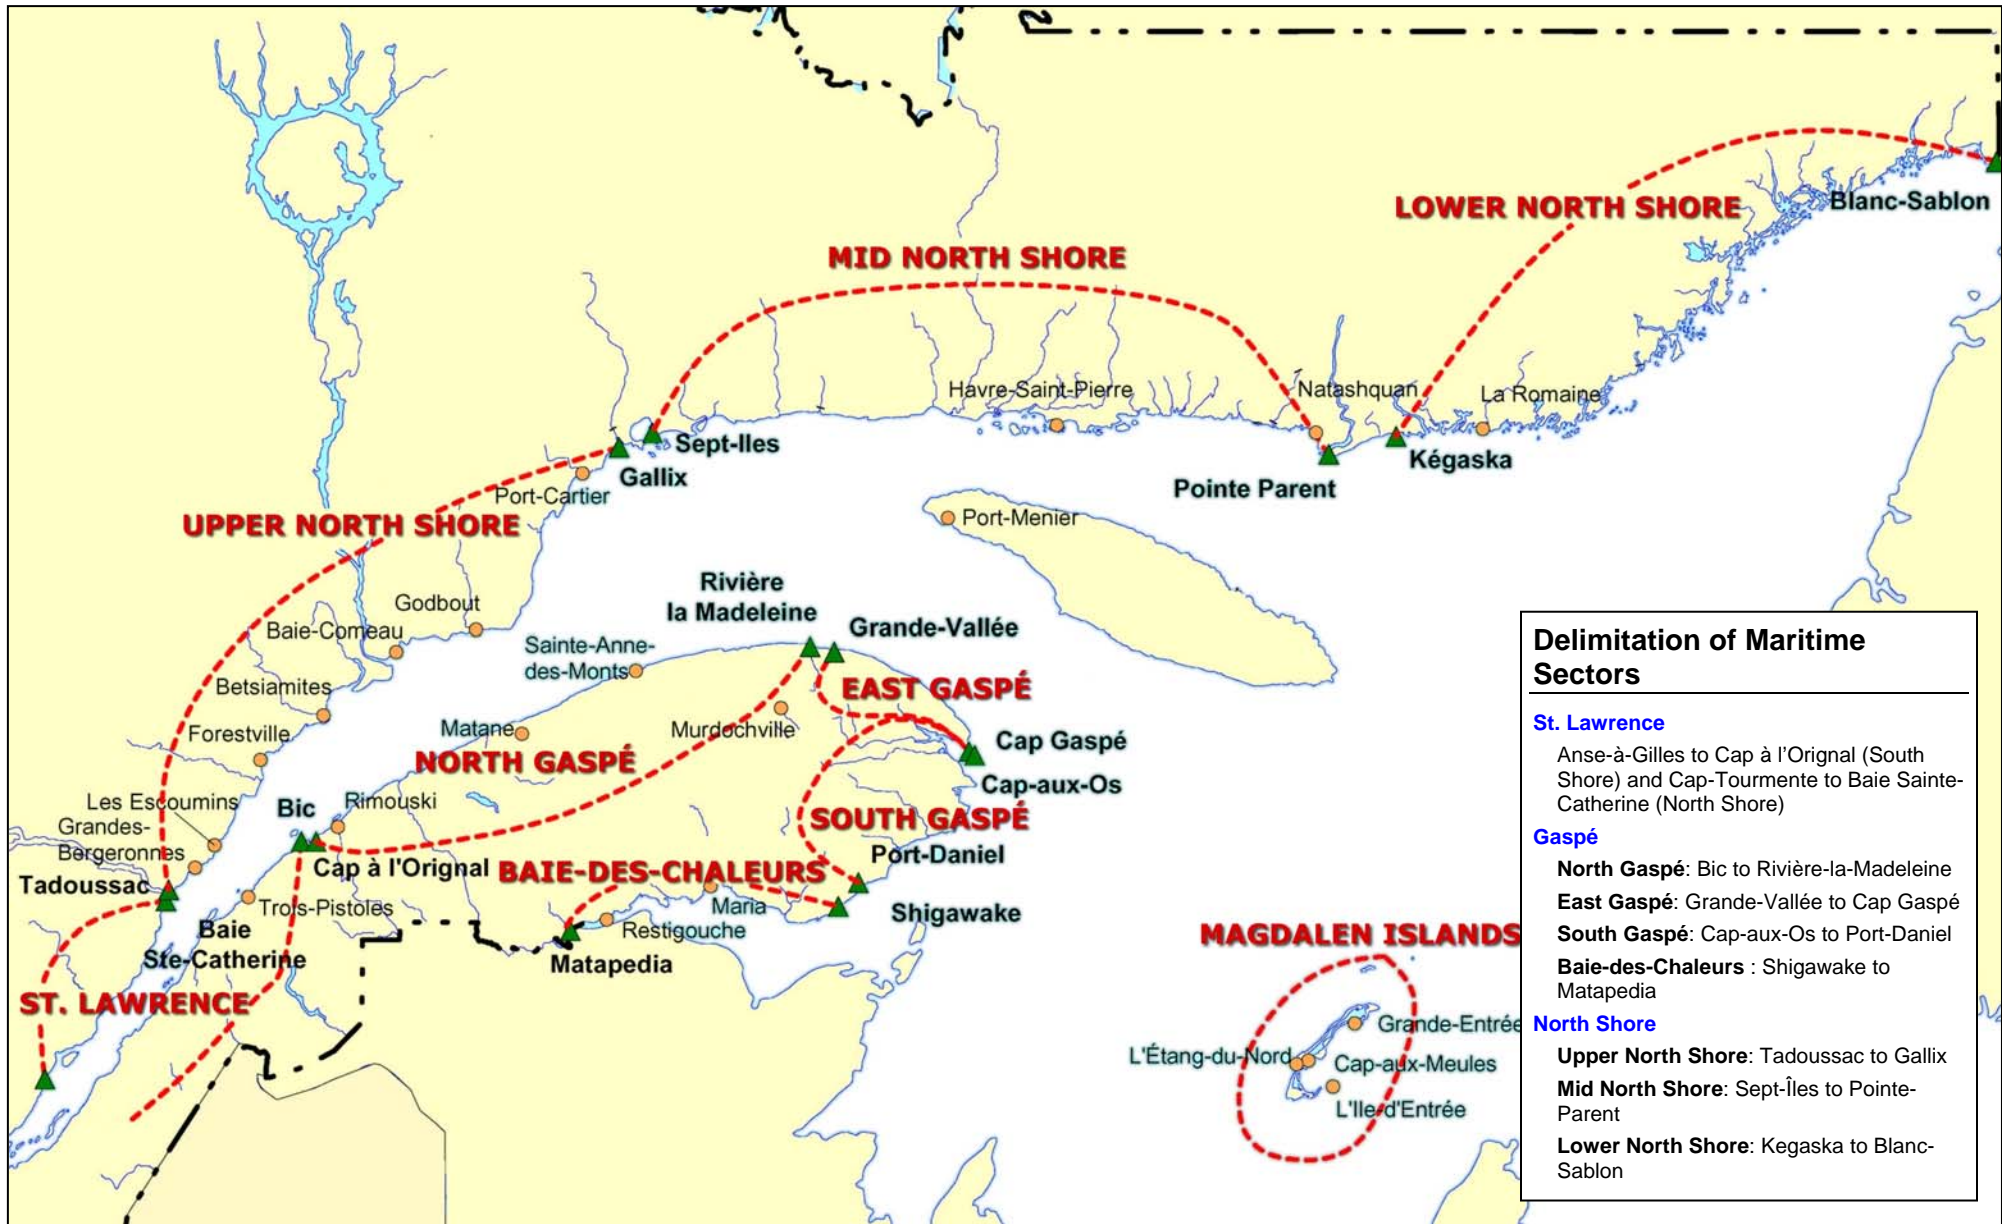 Blanc-Sablon
LOWER NORTH SHORE
MID NORTH SHORE
Havre-Saint-Pierre
Natashquan
La Romaine
Sept-Iles
Gallix
Kégaska
Pointe Parent
Port-Cartier
UPPER NORTH SHORE
Port-Menier
Rivière
la Madeleine
Grande-Vallée
Godbout
Baie-Comeau
Sainte-Anne-
des-Monts
Betsiamites
EAST GASPÉ
Forestville
Matane
Murdochville
Cap Gaspé
NORTH GASPÉ
Cap-aux-Os
Les Escoumins
Bic
Rimouski
Grandes-
Bergeronnes
SOUTH GASPÉ
Port-Daniel
Cap à l'Orignal
BAIE-DES-CHALEURS
Tadoussac
Trois-Pistoles
Maria
Shigawake
Baie
Ste-Catherine
Restigouche
Matapedia
MAGDALEN ISLANDS
ST. LAWRENCE
Grande-Entrée
L'Étang-du-Nord
Cap-aux-Meules
L'Ile-d'Entrée
Delimitation of Maritime
Sectors
St. Lawrence
Anse-à-Gilles to Cap à l’Orignal (South
Shore) and Cap-Tourmente to Baie Sainte-
Catherine (North Shore)
Gaspé
North Gaspé: Bic to Rivière-la-Madeleine
East Gaspé: Grande-Vallée to Cap Gaspé
South Gaspé: Cap-aux-Os to Port-Daniel
Baie-des-Chaleurs : Shigawake to
Matapedia
North Shore
Upper North Shore: Tadoussac to Gallix
Mid North Shore: Sept-Îles to Pointe-
Parent
Lower North Shore: Kegaska to Blanc-
Sablon